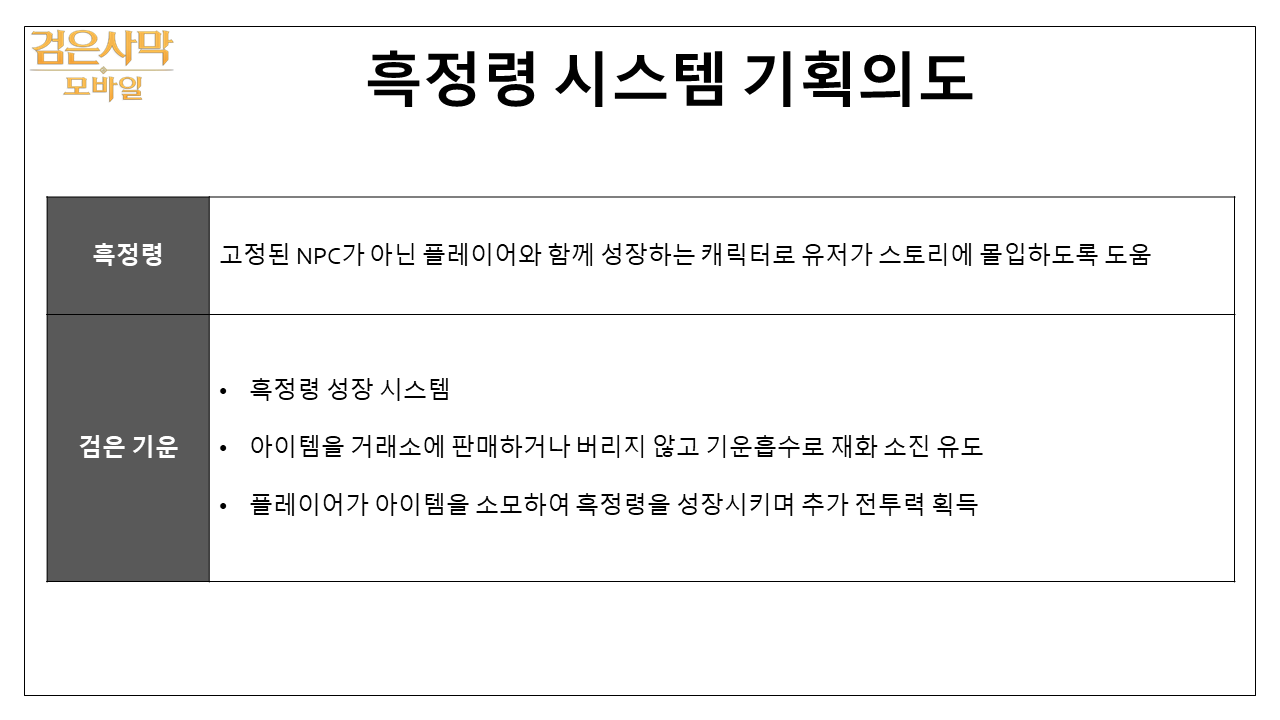 검은사막
모바일
흑정령 시스템 기획의도
흑정령
고정된 NPC가 아닌 플레이어와 함께 성장하는 캐릭터로 유저가 스토리에 몰입하도록 도움
검은 기운
• 흑정령 성장 시스템
• 아이템을 거래소에 판매하거나 버리지 않고 기운흡수로 재화 소진 유도
• 플레이어가 아이템을 소모하여 흑정령을 성장시키며 추가 전투력 획득